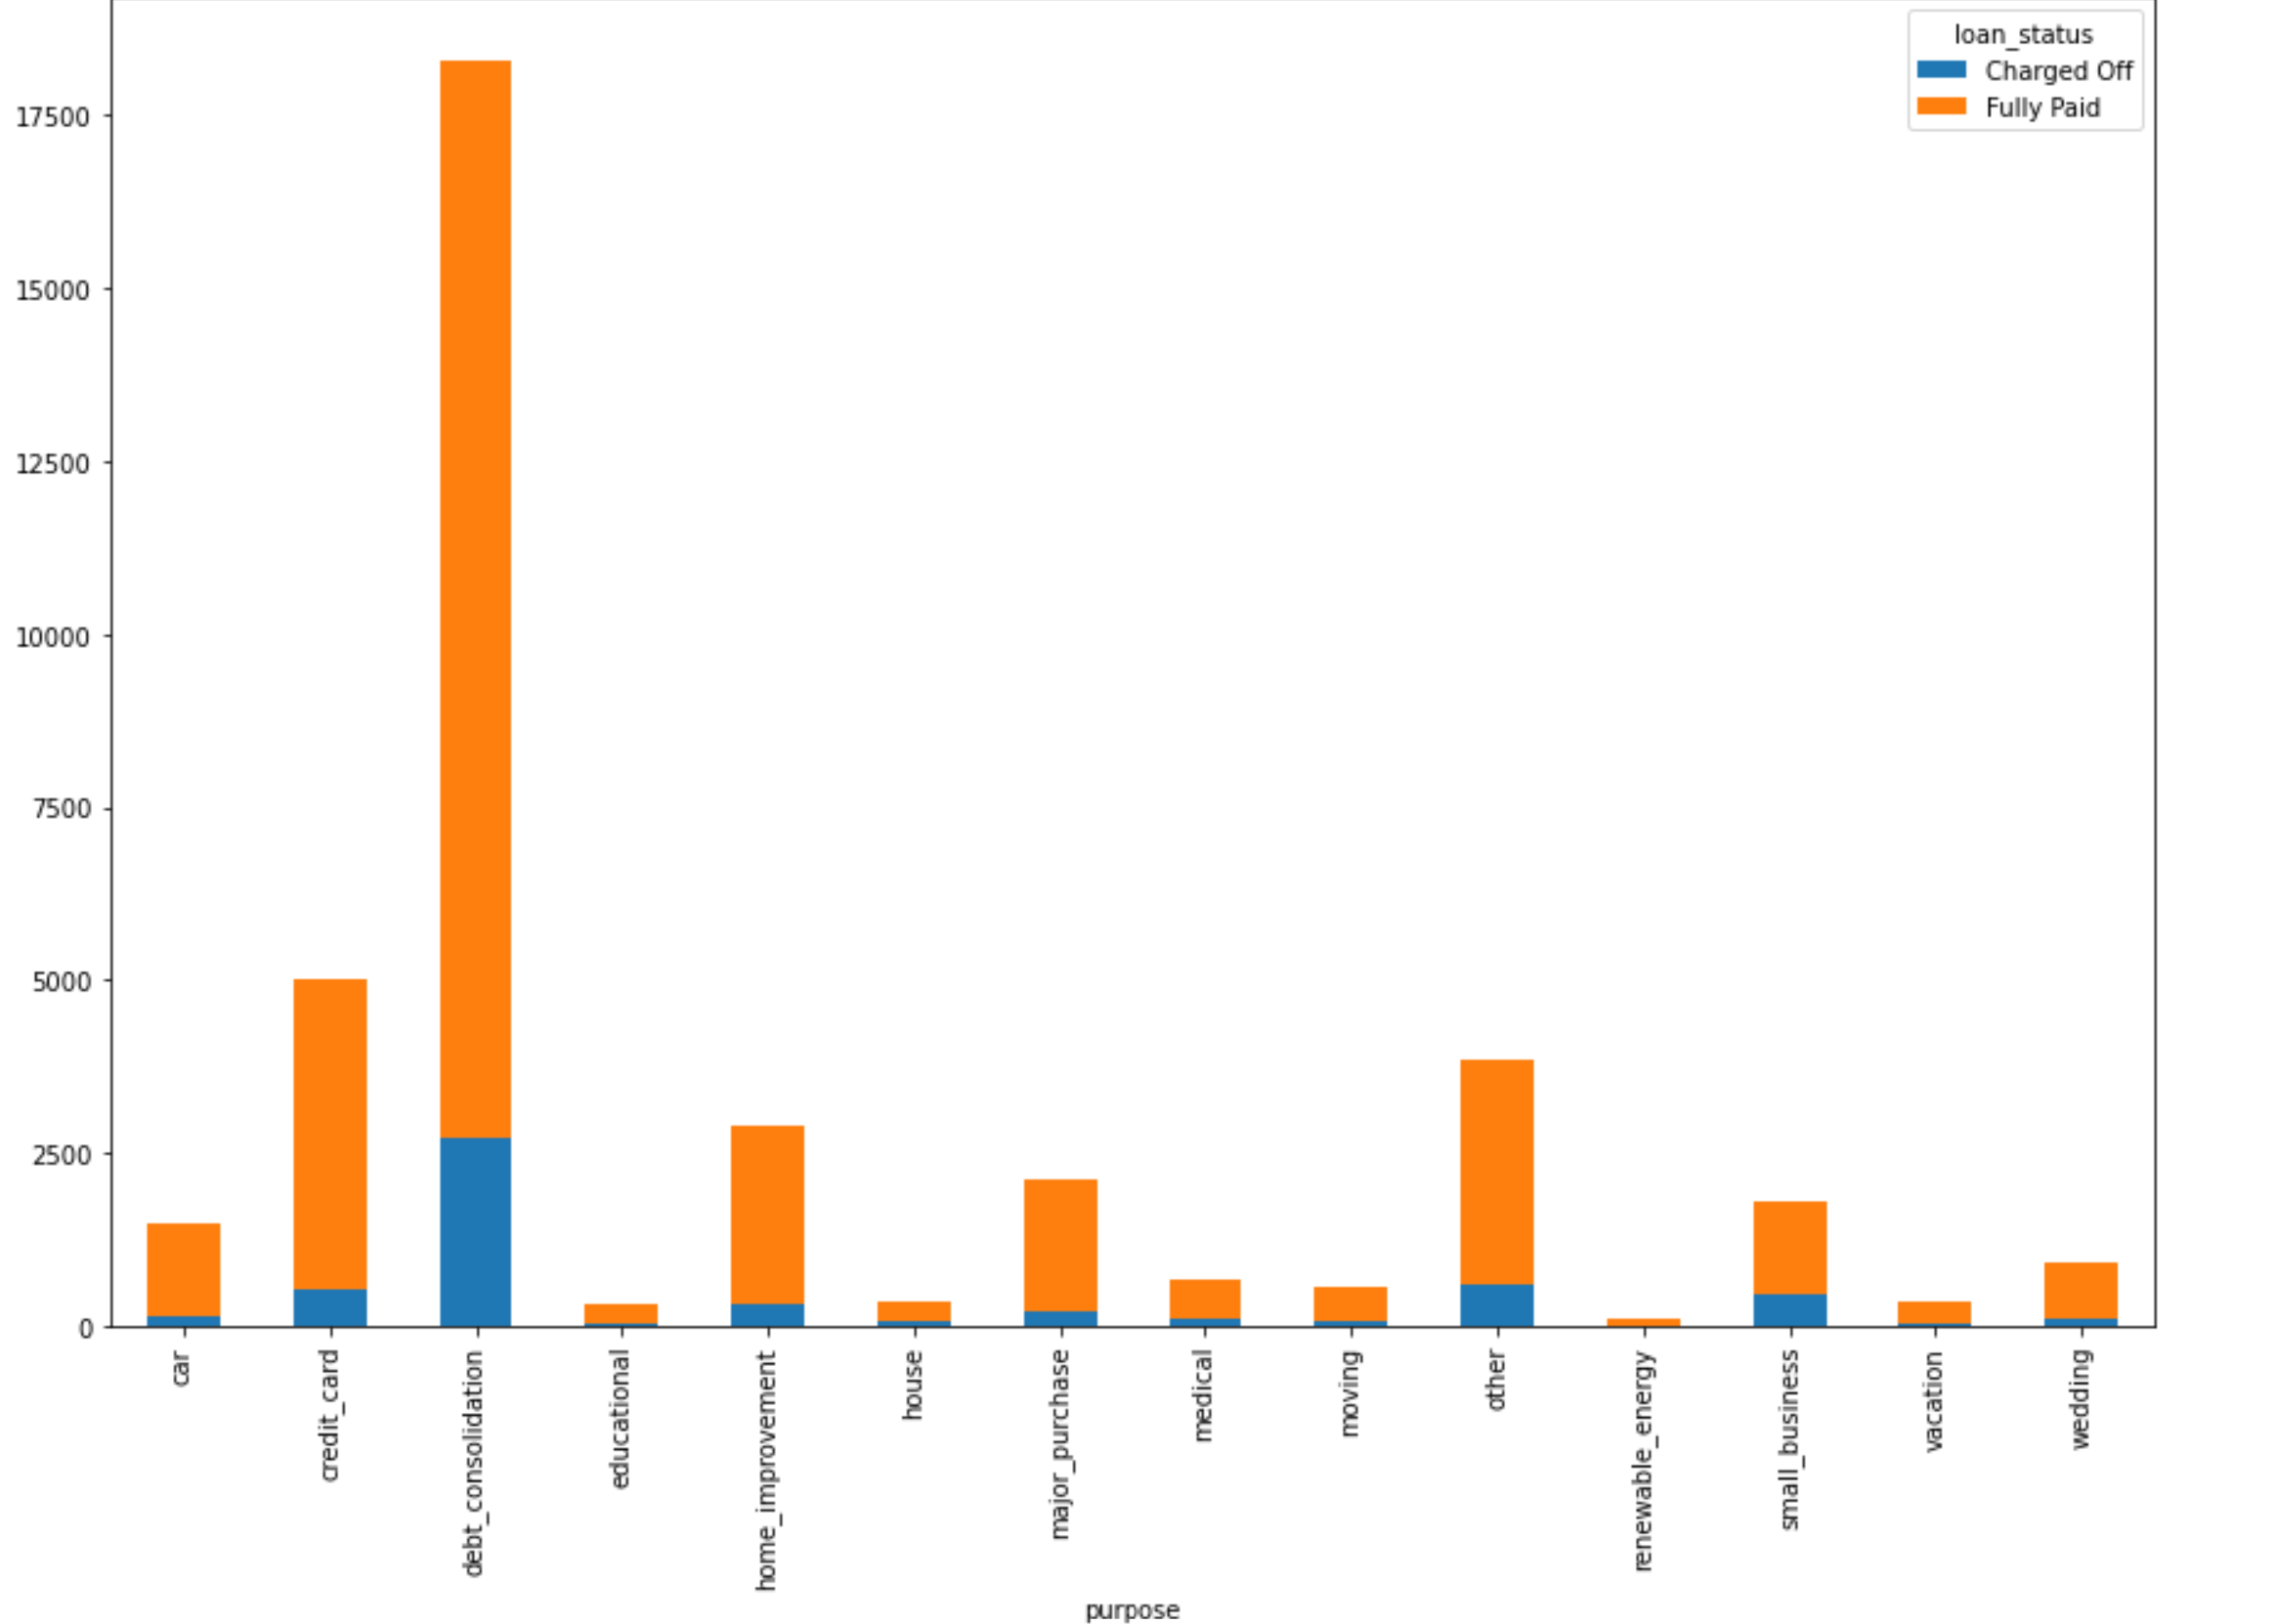 loan_status
Charged Off
Fully Paid
17500
15000
12500
10000
7500
5000
2500
0
car
credit_card
debt_consolidation
educational
home_improvement
house
major_purchase
medical
moving
other
renewable_energy
small_business
vacation
wedding
purpose